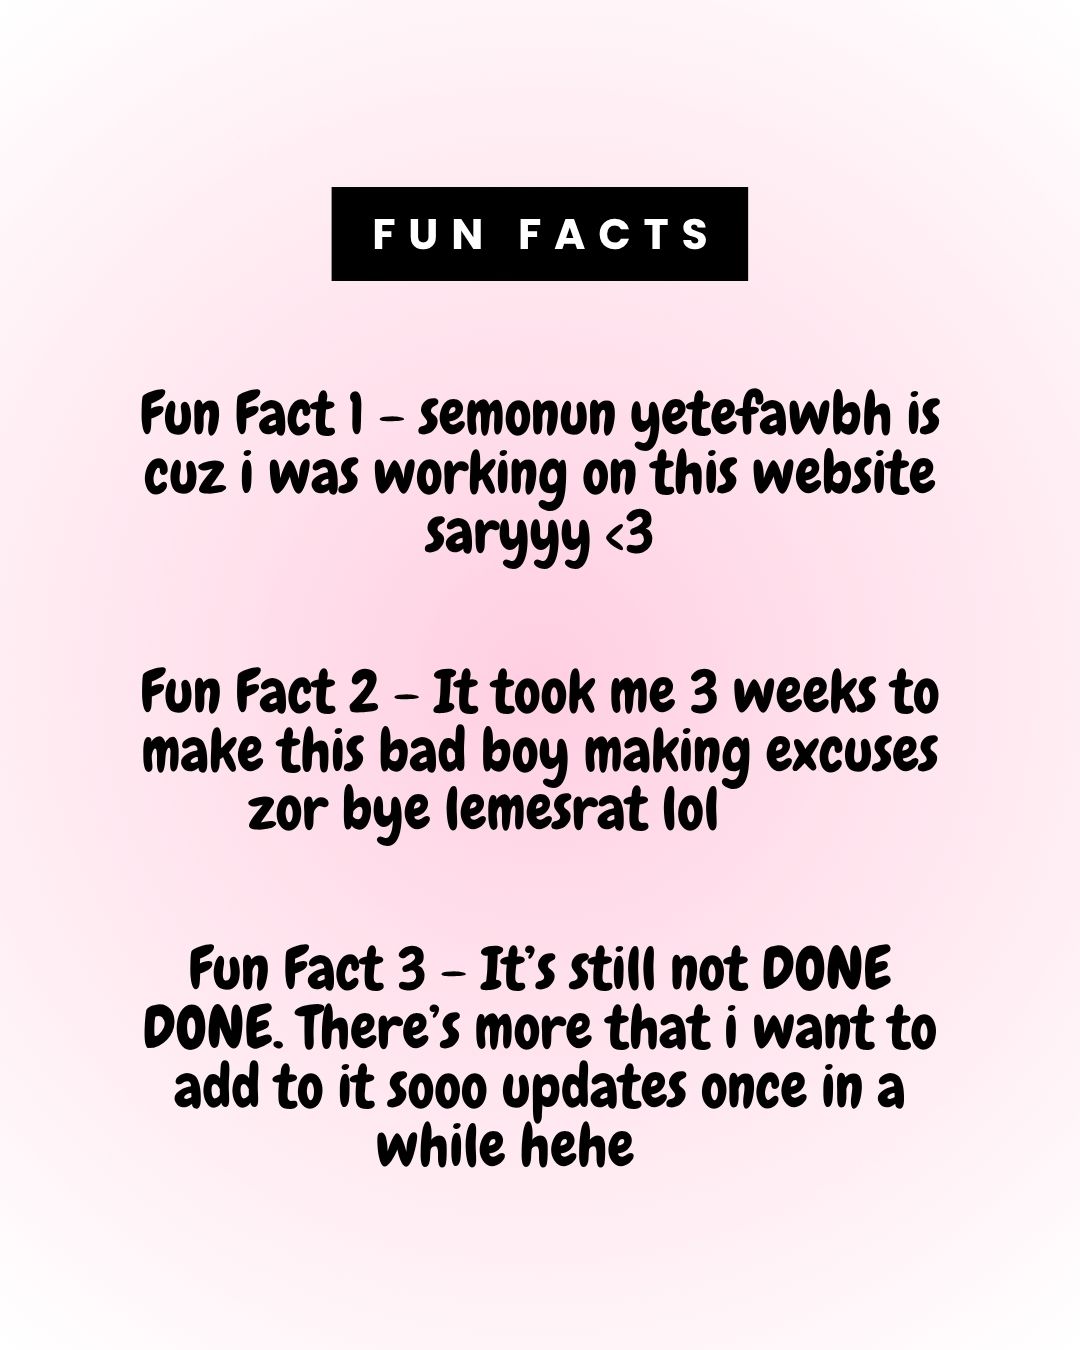 FUN FACTS
Fun Fact 1 - semonun yetefawbh is
cuz i was working on this website
saryyy <3
Fun Fact 2 - It took me 3 weeks to
make this bad boy making excuses
zor bye lemesrat lol
Fun Fact 3 - It's still not DONE
DONE. There's more that i want to
add to it sooo updates once in a
while hehe